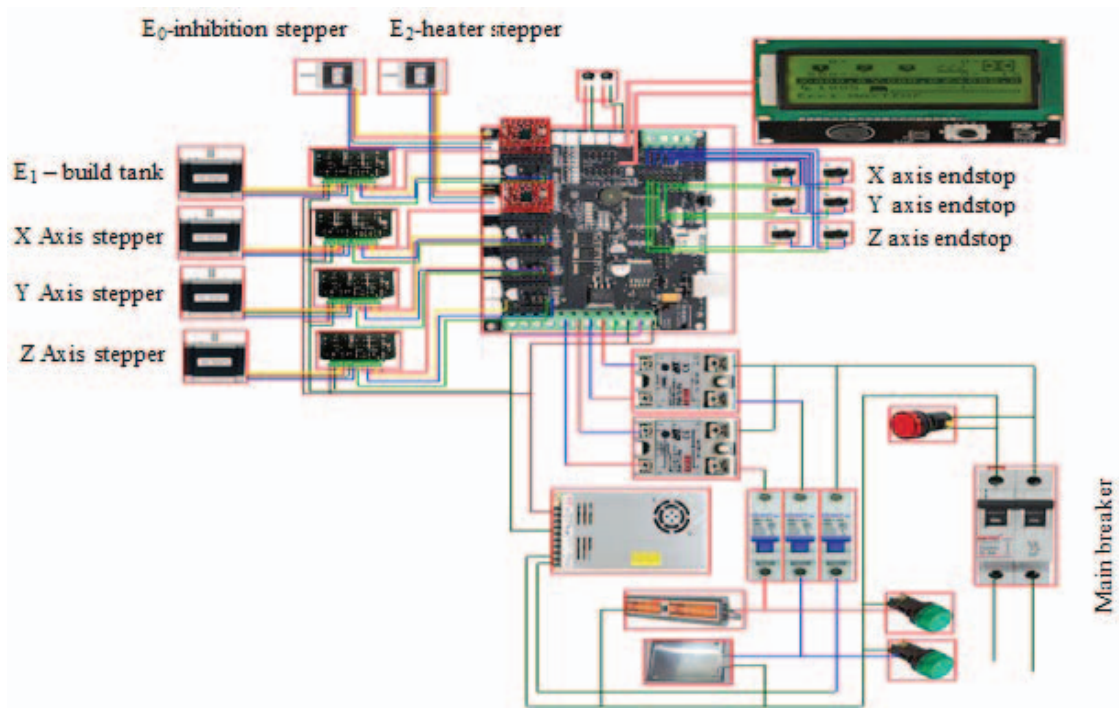 E₀-inhibition stepper
E₂-heater stepper
E₁ – build tank
X Axis stepper
Y Axis stepper
Z Axis stepper
X axis endstop
Y axis endstop
Z axis endstop
Main breaker